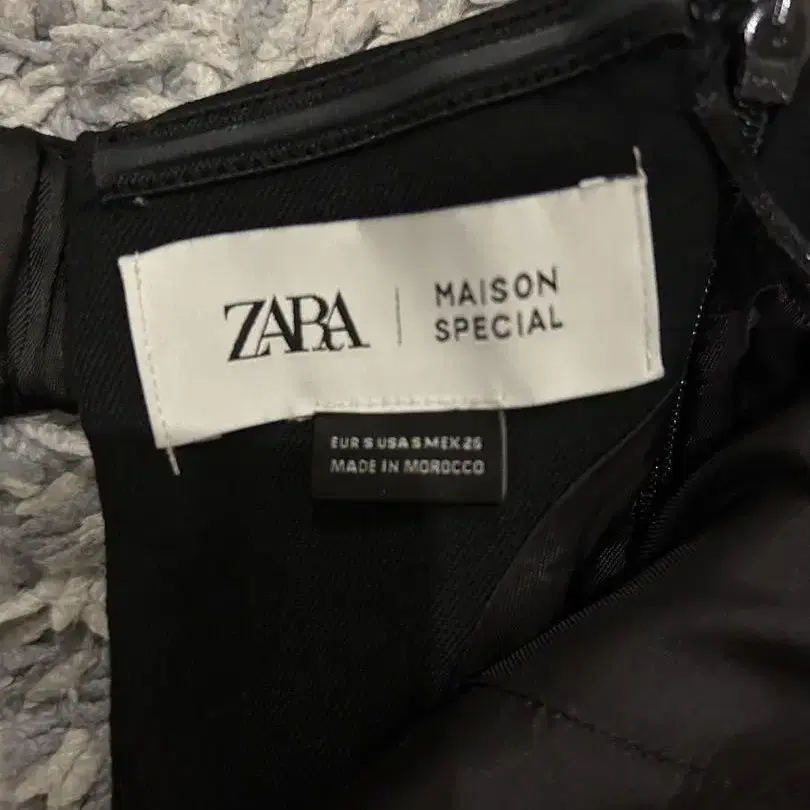 ZARA
MAISON
SPECIAL
EUR S USA S MEX 26
MADE IN MOROCCO